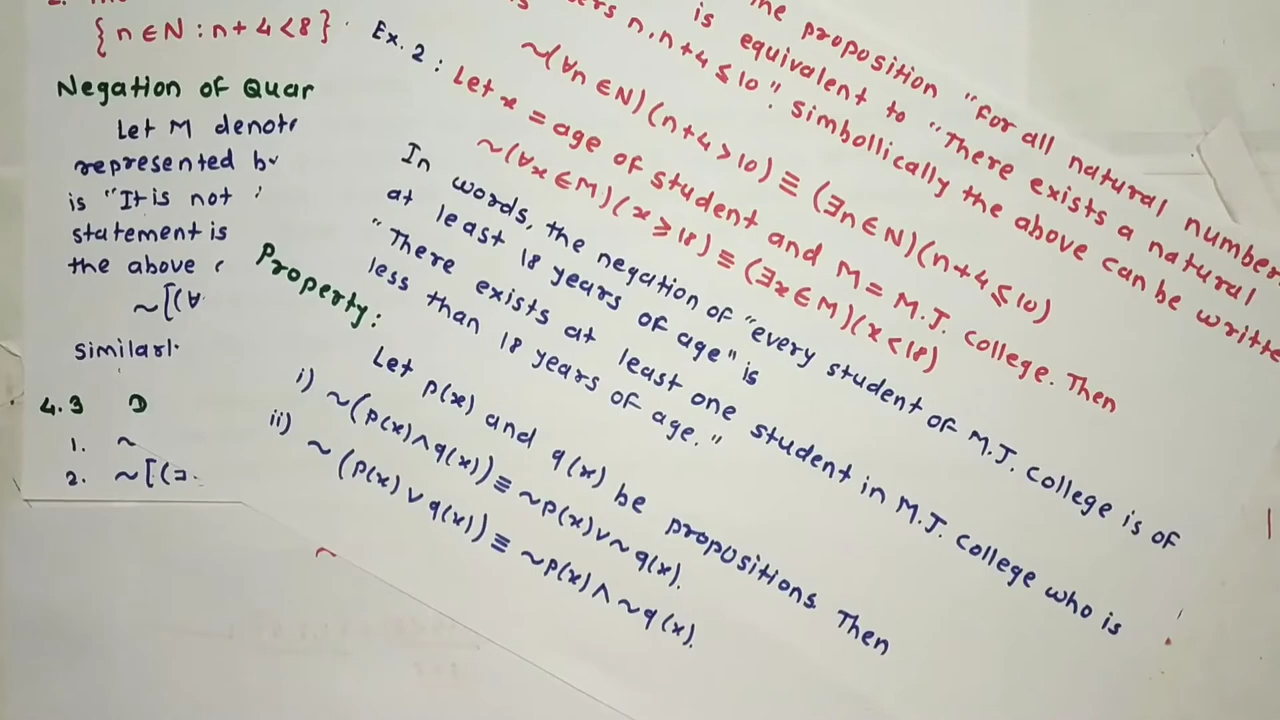 {n∈N : n+4<8}.
Negation of Quar
Let M denote
represented b
is "It is not
statement is
the above
~[(∀
similarl
4.3
1. ~
2. ~[(∃.
the proposition "for all natural number
is equivalent to "There exists a natural
n, n+4 ≤ 10". Simbollically the above can be writte
~(∀n∈N)(n+4>10) ≡ (∃n∈N)(n+4≤10)
Ex. 2 : Let x = age of student and M = M.J. college. Then
~(∀x∈M)(x≥18) ≡ (∃x∈M)(x<18)
In words, the negation of "every student of M.J. college is of
at least 18 years of age" is
"There exists at least one student in M.J. college who is
less than 18 years of age."
Property:
Let p(x) and q(x) be propositions. Then
i) ~(p(x)∧q(x)) ≡ ~p(x)∨~q(x).
ii) ~(p(x)∨q(x)) ≡ ~p(x)∧~q(x).